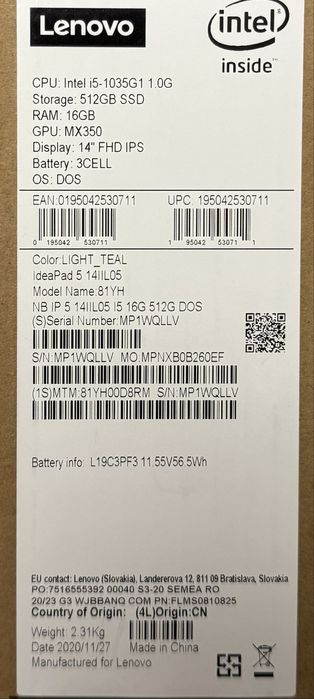 Lenovo
intel
inside™
CPU: Intel i5-1035G1 1.0G
Storage: 512GB SSD
RAM: 16GB
GPU: MX350
Display: 14" FHD IPS
Battery: 3CELL
OS: DOS
EAN:0195042530711 UPC: 195042530711
0 195042 530711 1 95042 53071 1
Color:LIGHT_TEAL
IdeaPad 5 14IIL05
Model Name:81YH
NB IP 5 14IIL05 I5 16G 512G DOS
(S)Serial Number:MP1WQLLV
S/N:MP1WQLLV MO:MPNXB0B260EF
(1S)MTM:81YH00D8RM S/N:MP1WQLLV
Battery info: L19C3PF3 11.55V56.5Wh
EU contact: Lenovo (Slovakia), Landererova 12, 811 09 Bratislava, Slovakia
PO:7516555392 00040 S3-20 SEMEA RO
20/23 G3 WJBBANQ COM PN:FLMS0810825
Country of Origin: (4L)Origin:CN
Weight: 2.31Kg
Date 2020/11/27 Made in China
Manufactured for Lenovo